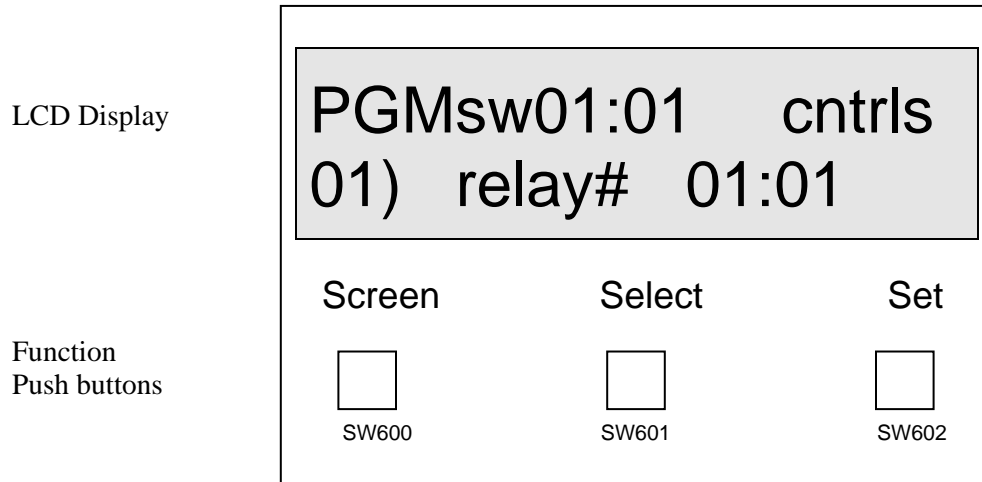 LCD Display
PGMsw01:01 cntrls
01) relay# 01:01
Screen Select Set
Function
Push buttons
SW600 SW601 SW602